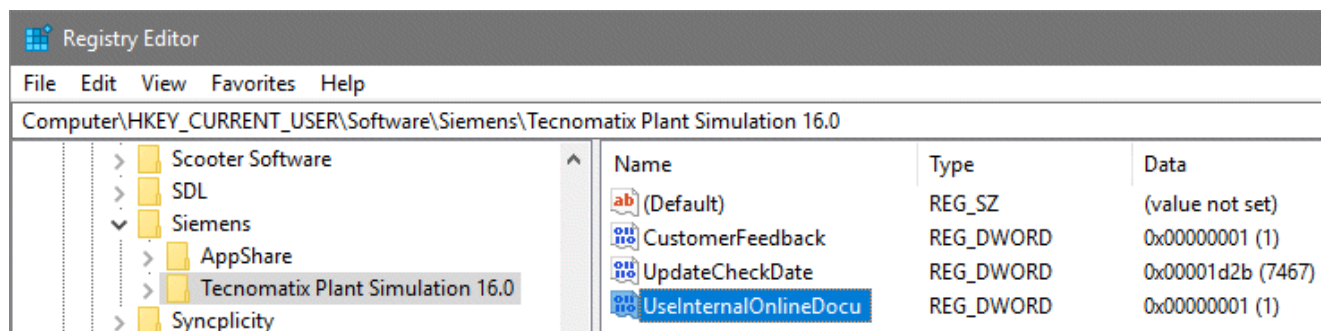 Registry Editor
File Edit View Favorites Help
Computer\HKEY_CURRENT_USER\Software\Siemens\Tecnomatix Plant Simulation 16.0
Scooter Software
SDL
Siemens
AppShare
Tecnomatix Plant Simulation 16.0
Syncplicity
Name Type Data
ab (Default) REG_SZ (value not set)
CustomerFeedback REG_DWORD 0x00000001 (1)
UpdateCheckDate REG_DWORD 0x00001d2b (7467)
UseInternalOnlineDocu REG_DWORD 0x00000001 (1)